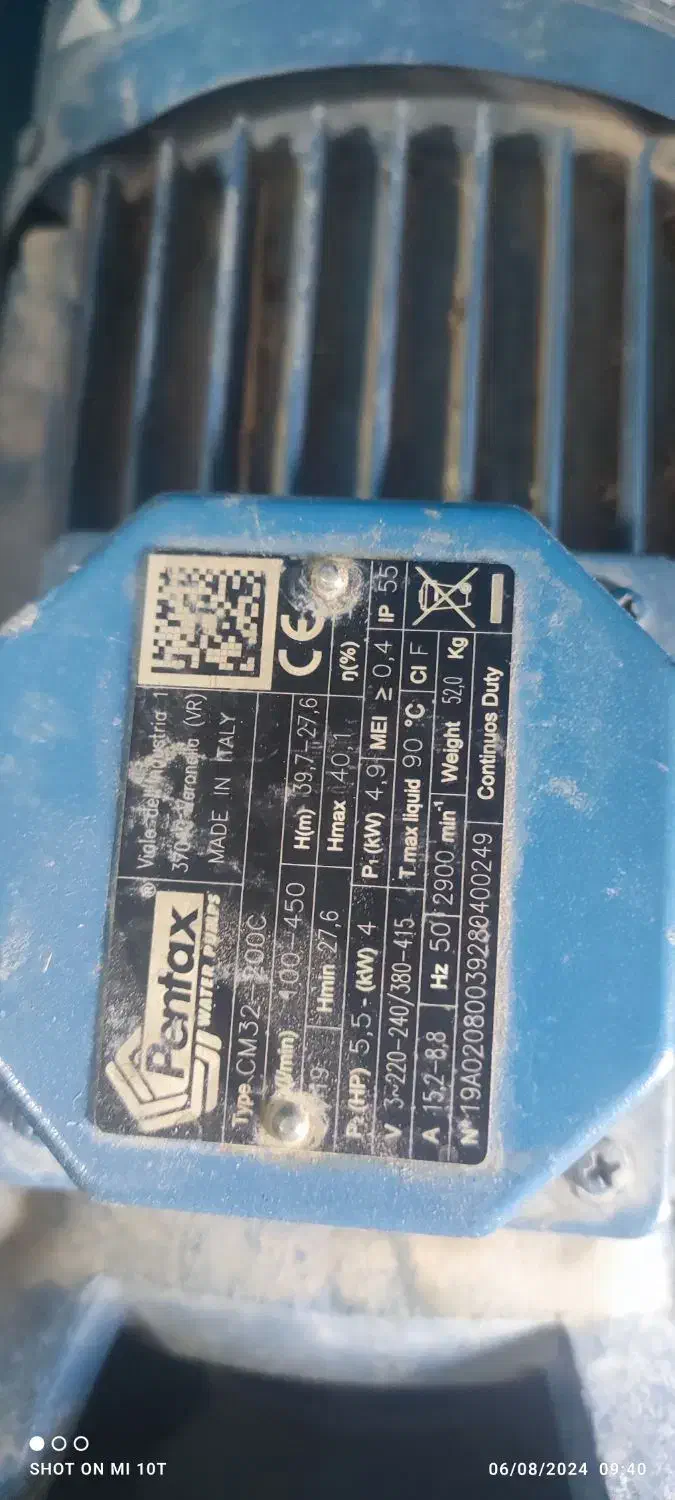 Pentax
WATER PUMPS
®
Viale dell'Industria 1
37040 Veronella (VR)
MADE IN ITALY
CE
Type CM32-200C
100-450 H(m) 39,7-27,6
19 Hmin 27,6 Hmax 40,1 η(%)
P2(HP) 5,5 - (kW) 4 P1(kW) 4,9 MEI ≥ 0,4 IP 55
V 3~220-240/380-415 T.max liquid 90 °C Cl F
A 15,2-8,8 Hz 50 2900 min-1 Weight 52,0 Kg
N° 19A02080039280400249 Continuos Duty
SHOT ON MI 10T
06/08/2024 09:40